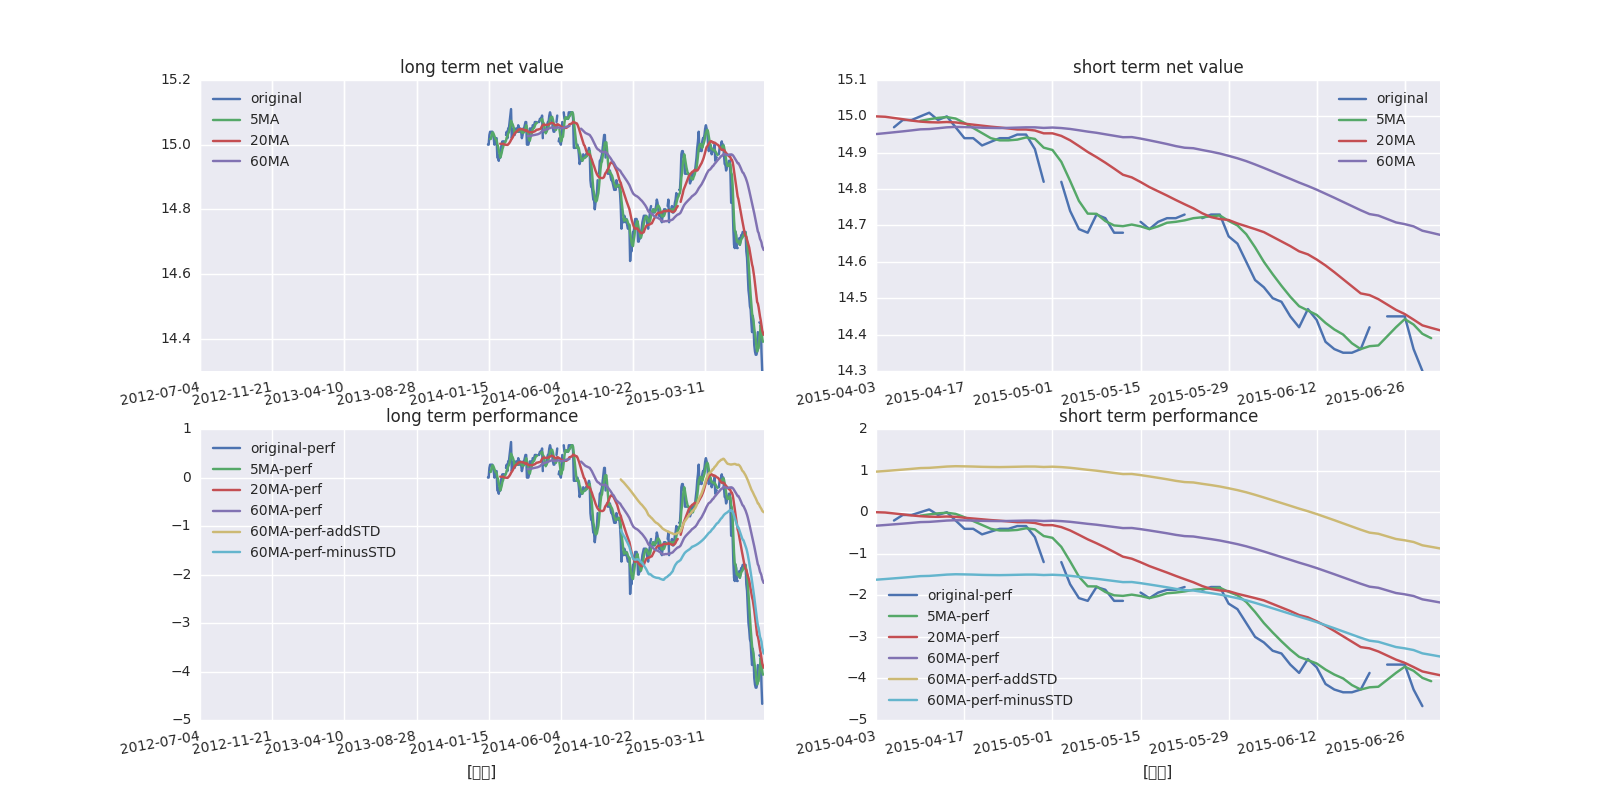 long term net value
15.2
15.0
14.8
14.6
14.4
original
5MA
20MA
60MA
2012-07-04
2012-11-21
2013-04-10
2013-08-28
2014-01-15
2014-06-04
2014-10-22
2015-03-11
short term net value
15.1
15.0
14.9
14.8
14.7
14.6
14.5
14.4
14.3
original
5MA
20MA
60MA
2015-04-03
2015-04-17
2015-05-01
2015-05-15
2015-05-29
2015-06-12
2015-06-26
long term performance
1
0
−1
−2
−3
−4
−5
original-perf
5MA-perf
20MA-perf
60MA-perf
60MA-perf-addSTD
60MA-perf-minusSTD
2012-07-04
2012-11-21
2013-04-10
2013-08-28
2014-01-15
2014-06-04
2014-10-22
2015-03-11
short term performance
2
1
0
−1
−2
−3
−4
−5
original-perf
5MA-perf
20MA-perf
60MA-perf
60MA-perf-addSTD
60MA-perf-minusSTD
2015-04-03
2015-04-17
2015-05-01
2015-05-15
2015-05-29
2015-06-12
2015-06-26